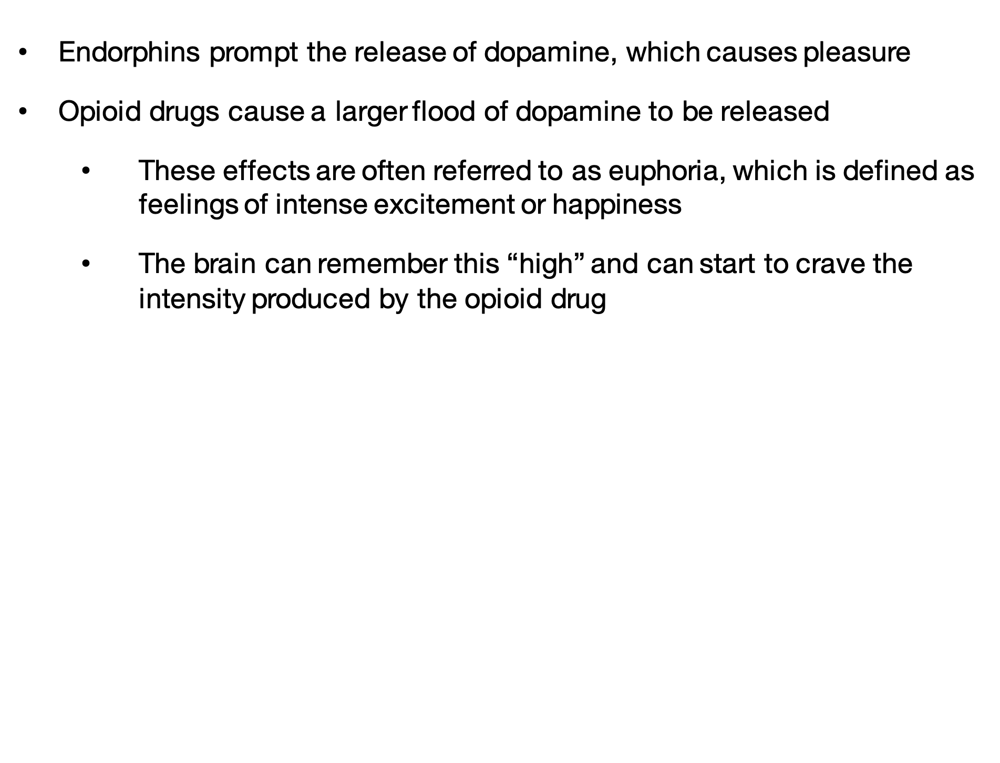 • Endorphins prompt the release of dopamine, which causes pleasure
• Opioid drugs cause a larger flood of dopamine to be released
• These effects are often referred to as euphoria, which is defined as
feelings of intense excitement or happiness
• The brain can remember this “high” and can start to crave the
intensity produced by the opioid drug